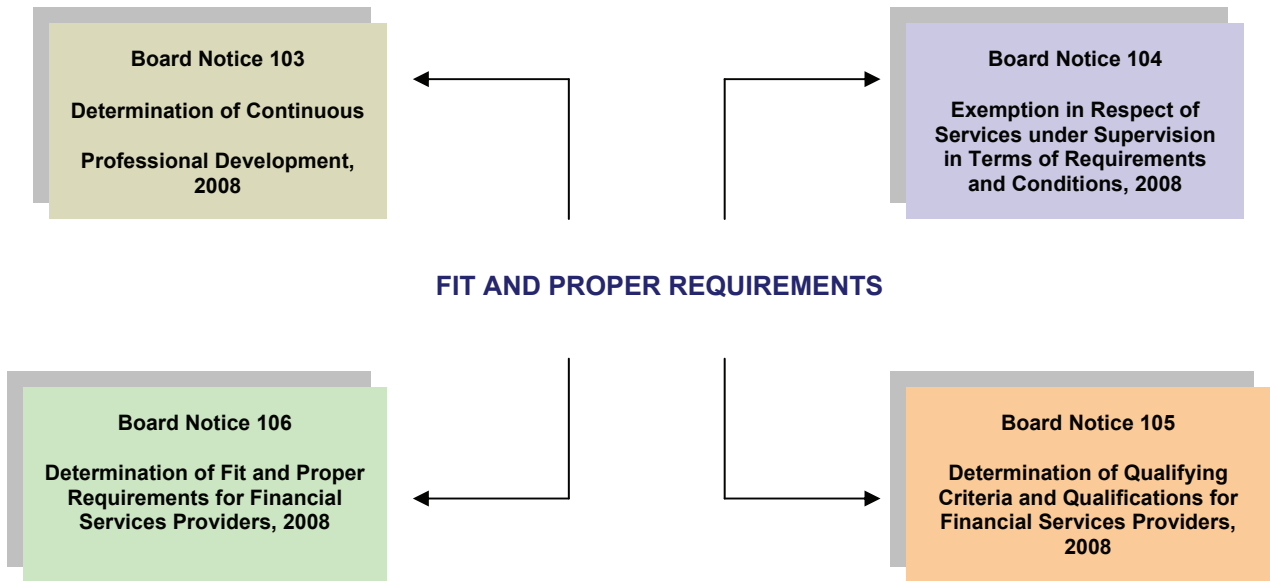 Board Notice 103
Determination of Continuous
Professional Development,
2008
Board Notice 104
Exemption in Respect of
Services under Supervision
in Terms of Requirements
and Conditions, 2008
FIT AND PROPER REQUIREMENTS
Board Notice 106
Determination of Fit and Proper
Requirements for Financial
Services Providers, 2008
Board Notice 105
Determination of Qualifying
Criteria and Qualifications for
Financial Services Providers,
2008